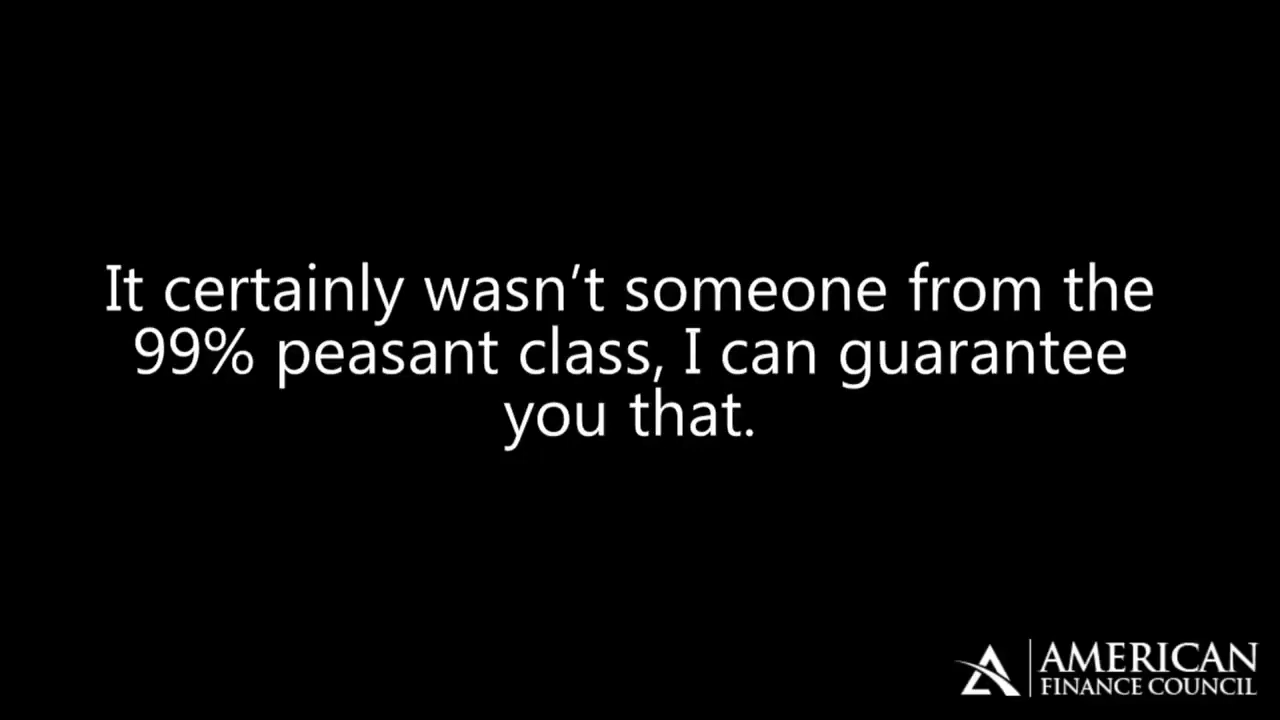 It certainly wasn’t someone from the
99% peasant class, I can guarantee
you that.
AMERICAN
FINANCE COUNCIL